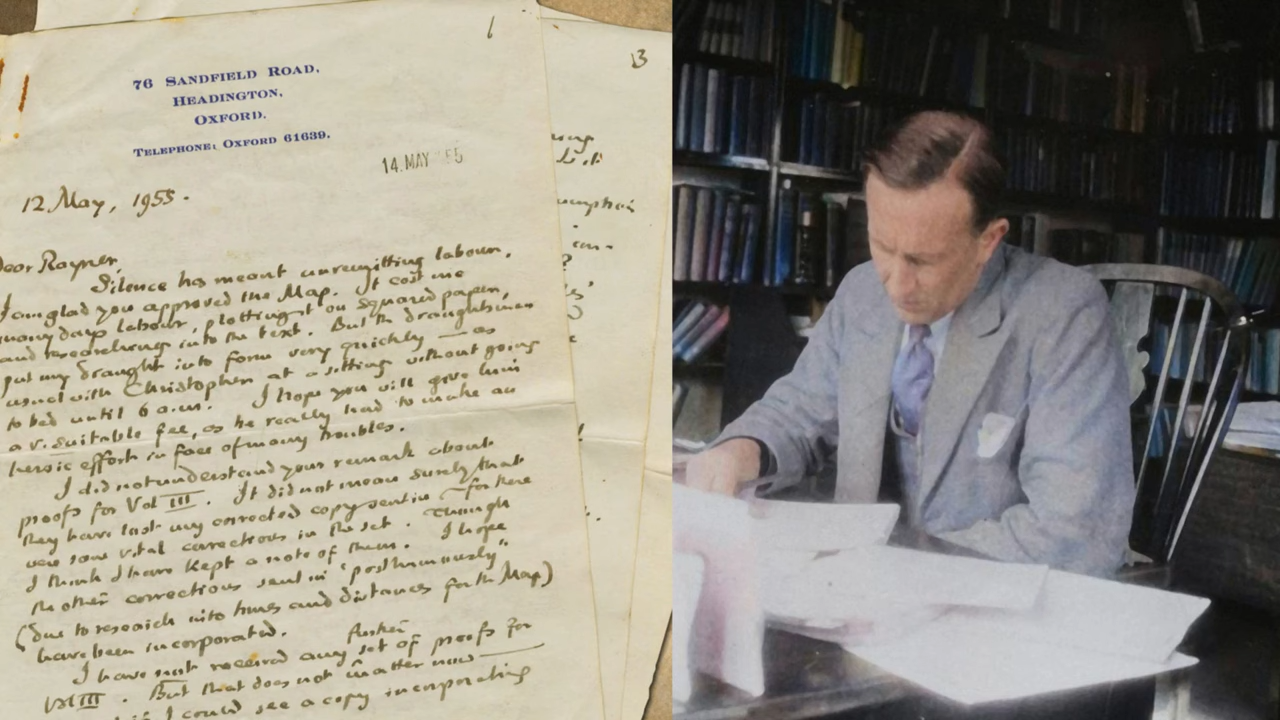 1
76 SANDFIELD ROAD,
HEADINGTON,
OXFORD.
TELEPHONE: OXFORD 61639.
14. MAY 55
12 May, 1955.
Dear Rayner,
Silence has meant unremitting labour.
I am glad you approved the Map. It cost me
many days labour, plotting it on squared paper,
and researchings into the text. But the draughtsman
put my draught into form very quickly — as
usual with Christopher at a sitting without going
to bed until 6 a.m. I hope you will give him
a v. suitable fee, as he really had to make an
heroic effort in face of many troubles.
I did not understand your remark about
proofs for Vol III. It did not mean surely that
they have lost my corrected copy sent in — for there
were some vital corrections in the set. Though
I think I have kept a note of them. I hope
the other corrections sent in 'posthumously'
(due to research into times and distances for the Map)
have been incorporated.
further
I have not received any set of proofs for
Vol III. But that does not matter now —
if I could see a copy incorporating
13